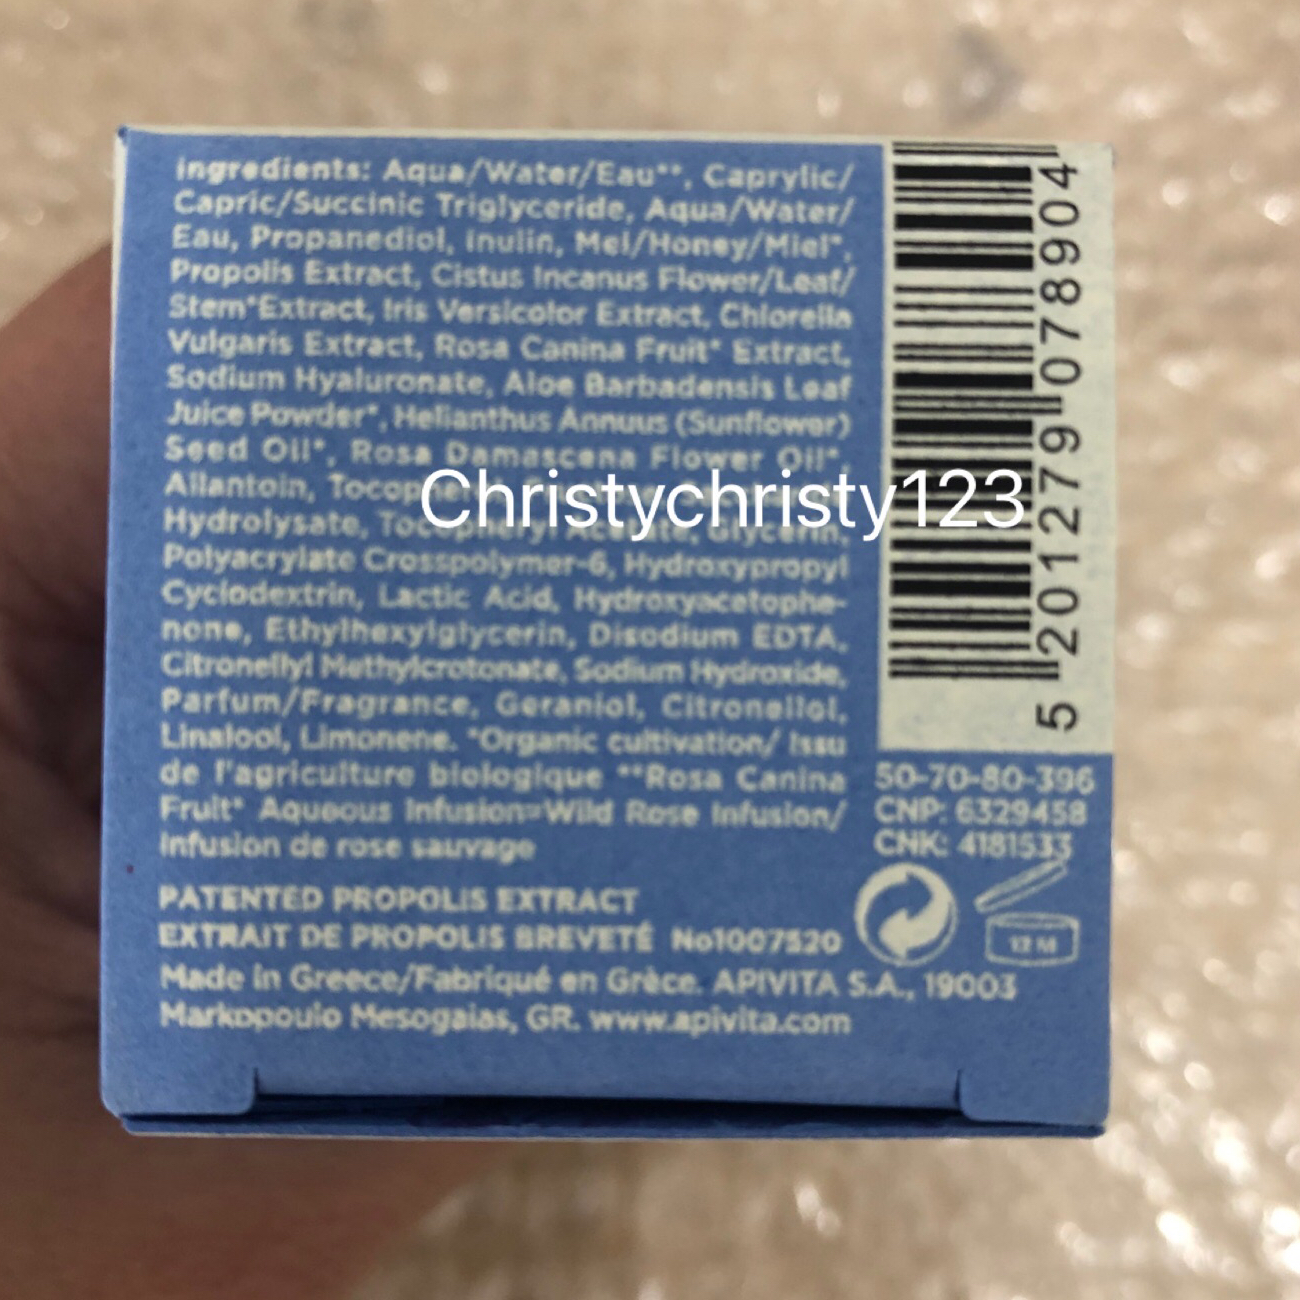 Ingredients: Aqua/Water/Eau**, Caprylic/
Capric/Succinic Triglyceride, Aqua/Water/
Eau, Propanediol, Inulin, Mel/Honey/Miel*,
Propolis Extract, Cistus Incanus Flower/Leaf/
Stem*Extract, Iris Versicolor Extract, Chlorella
Vulgaris Extract, Rosa Canina Fruit* Extract,
Sodium Hyaluronate, Aloe Barbadensis Leaf
Juice Powder*, Helianthus Annuus (Sunflower)
Seed Oil*, Rosa Damascena Flower Oil*,
Allantoin,
Hydrolysate, Tocopheryl Acetate, Glycerin,
Polyacrylate Crosspolymer-6, Hydroxypropyl
Cyclodextrin, Lactic Acid, Hydroxyacetophe-
none, Ethylhexylglycerin, Disodium EDTA,
Citronellyl Methylcrotonate, Sodium Hydroxide,
Parfum/Fragrance, Geraniol, Citronellol,
Linalool, Limonene. *Organic cultivation/ Issu
de l'agriculture biologique **Rosa Canina
Fruit* Aqueous Infusion=Wild Rose Infusion/
Infusion de rose sauvage
PATENTED PROPOLIS EXTRACT
EXTRAIT DE PROPOLIS BREVETÉ No1007520
Made in Greece/Fabriqué en Grèce. APIVITA S.A., 19003
Markopoulo Mesogaias, GR. www.apivita.com
5 201279 078904
50-70-80-396
CNP: 6329458
CNK: 4181533
12 M
Christychristy123